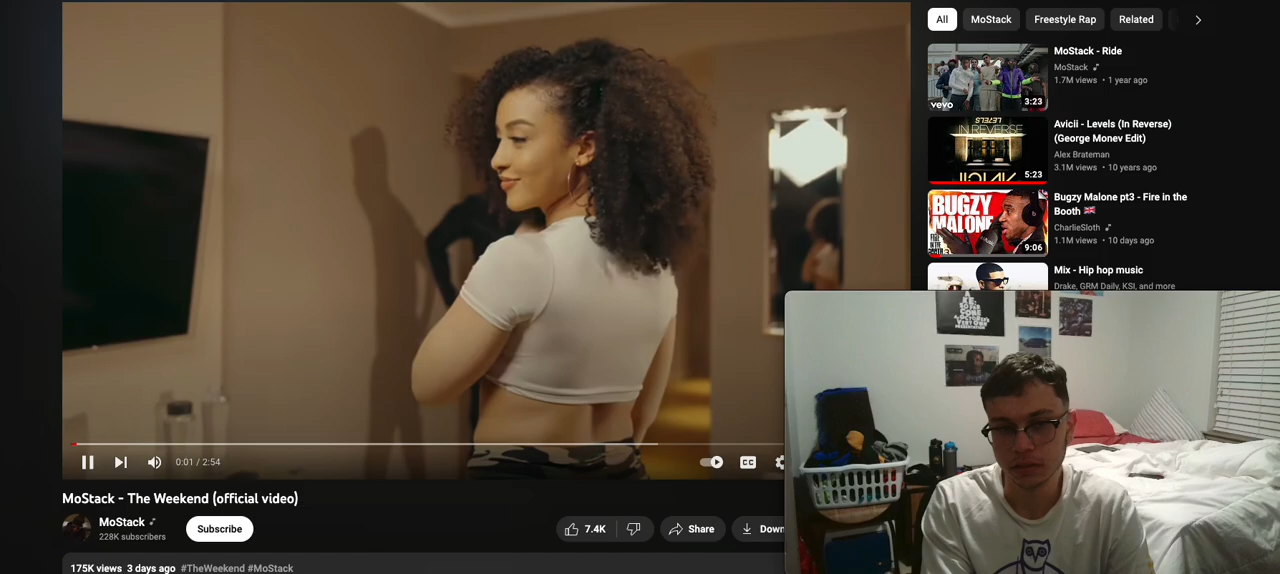 All
MoStack
Freestyle Rap
Related
MoStack - Ride
MoStack
1.7M views • 1 year ago
vevo
3:23
IN REVERSE
LEVELS
Avicii - Levels (In Reverse)
(George Monev Edit)
Alex Brateman
3.1M views • 10 years ago
5:23
BUGZY
MALONE
Bugzy Malone pt3 - Fire in the
Booth
CharlieSloth
1.1M views • 10 days ago
9:06
Mix - Hip hop music
Drake, GRM Daily, KSI, and more
0:01 / 2:54
CC
MoStack - The Weekend (official video)
MoStack
228K subscribers
Subscribe
7.4K
Share
Down
175K views 3 days ago #TheWeekend #MoStack